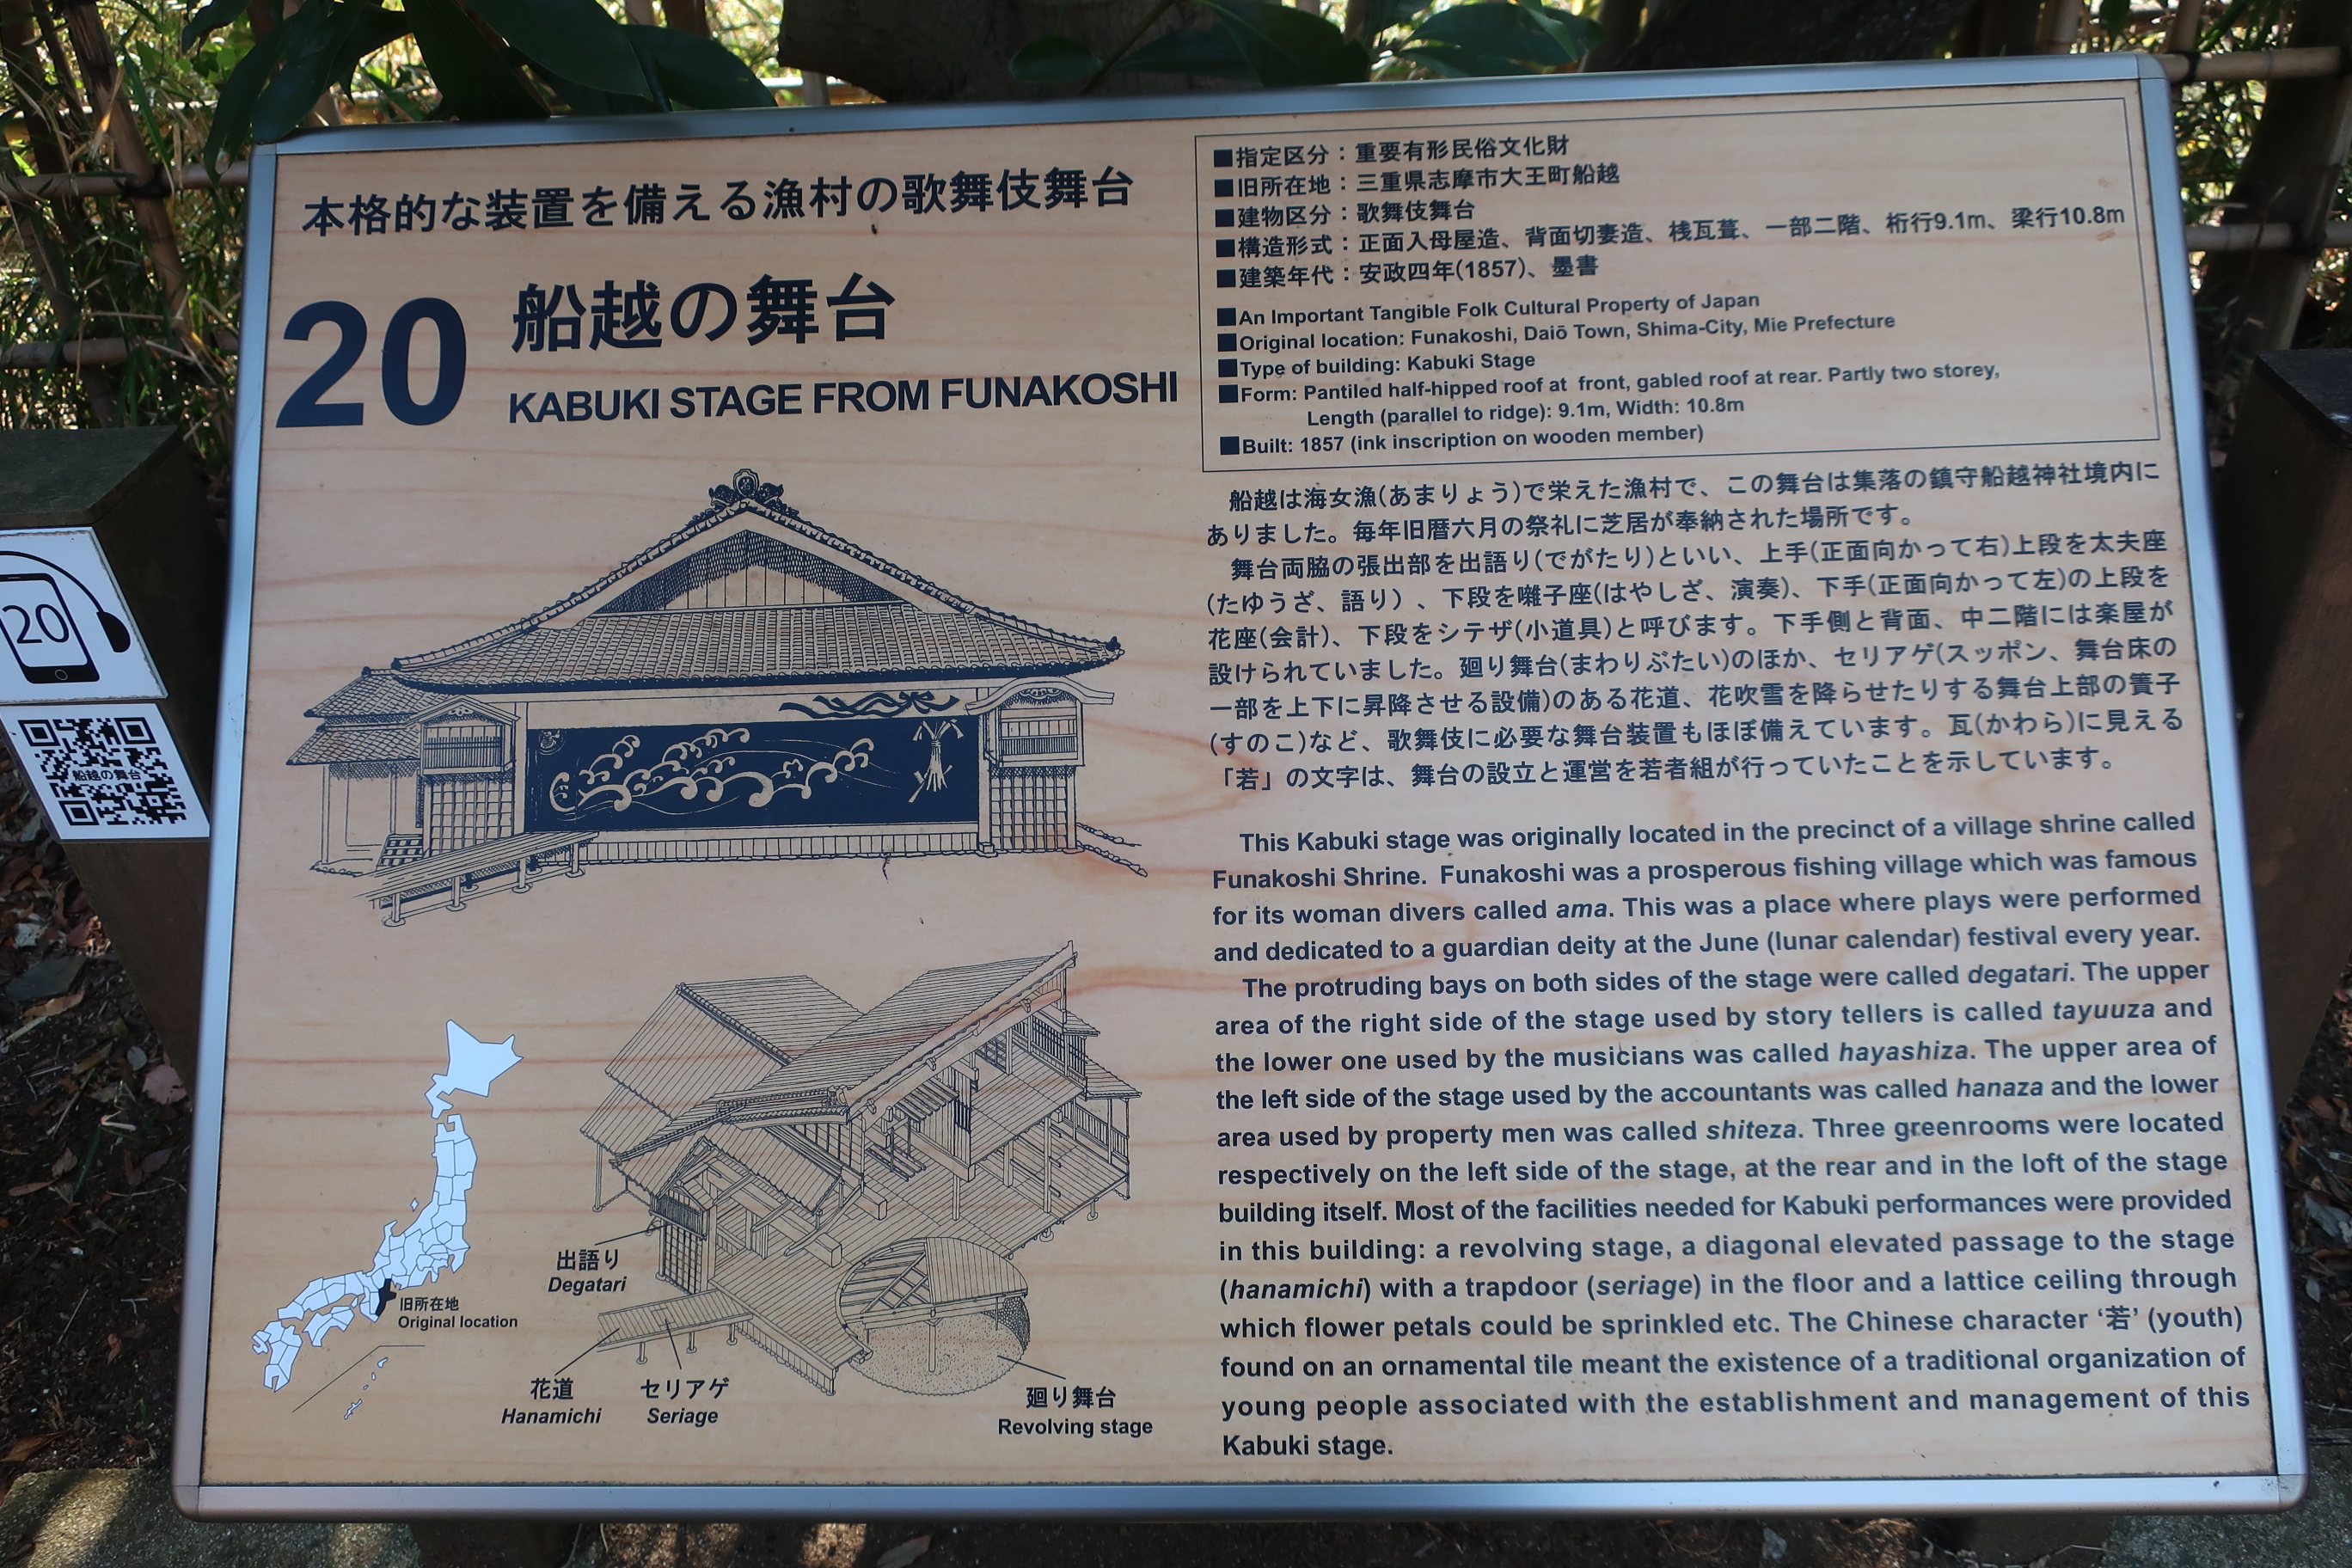 本格的な装置を備える漁村の歌舞伎舞台
20
船越の舞台
KABUKI STAGE FROM FUNAKOSHI
■指定区分：重要有形民俗文化財
■旧所在地：三重県志摩市大王町船越
■建物区分：歌舞伎舞台
■構造形式：正面入母屋造、背面切妻造、桟瓦葺、一部二階、桁行9.1m、梁行10.8m
■建築年代：安政四年(1857)、墨書
■An Important Tangible Folk Cultural Property of Japan
■Original location: Funakoshi, Daiō Town, Shima-City, Mie Prefecture
■Type of building: Kabuki Stage
■Form: Pantiled half-hipped roof at front, gabled roof at rear. Partly two storey,
Length (parallel to ridge): 9.1m, Width: 10.8m
■Built: 1857 (ink inscription on wooden member)
船越は海女漁(あまりょう)で栄えた漁村で、この舞台は集落の鎮守船越神社境内に
ありました。毎年旧暦六月の祭礼に芝居が奉納された場所です。
舞台両脇の張出部を出語り(でがたり)といい、上手(正面向かって右)上段を太夫座
(たゆうざ、語り）、下段を囃子座(はやしざ、演奏)、下手(正面向かって左)の上段を
花座(会計)、下段をシテザ(小道具)と呼びます。下手側と背面、中二階には楽屋が
設けられていました。廻り舞台(まわりぶたい)のほか、セリアゲ(スッポン、舞台床の
一部を上下に昇降させる設備)のある花道、花吹雪を降らせたりする舞台上部の簀子
(すのこ)など、歌舞伎に必要な舞台装置もほぼ備えています。瓦(かわら)に見える
「若」の文字は、舞台の設立と運営を若者組が行っていたことを示しています。
This Kabuki stage was originally located in the precinct of a village shrine called
Funakoshi Shrine. Funakoshi was a prosperous fishing village which was famous
for its woman divers called ama. This was a place where plays were performed
and dedicated to a guardian deity at the June (lunar calendar) festival every year.
The protruding bays on both sides of the stage were called degatari. The upper
area of the right side of the stage used by story tellers is called tayuuza and
the lower one used by the musicians was called hayashiza. The upper area of
the left side of the stage used by the accountants was called hanaza and the lower
area used by property men was called shiteza. Three greenrooms were located
respectively on the left side of the stage, at the rear and in the loft of the stage
building itself. Most of the facilities needed for Kabuki performances were provided
in this building: a revolving stage, a diagonal elevated passage to the stage
(hanamichi) with a trapdoor (seriage) in the floor and a lattice ceiling through
which flower petals could be sprinkled etc. The Chinese character ‘若’ (youth)
found on an ornamental tile meant the existence of a traditional organization of
young people associated with the establishment and management of this
Kabuki stage.
出語り
Degatari
旧所在地
Original location
花道
Hanamichi
セリアゲ
Seriage
廻り舞台
Revolving stage
20
船越の舞台